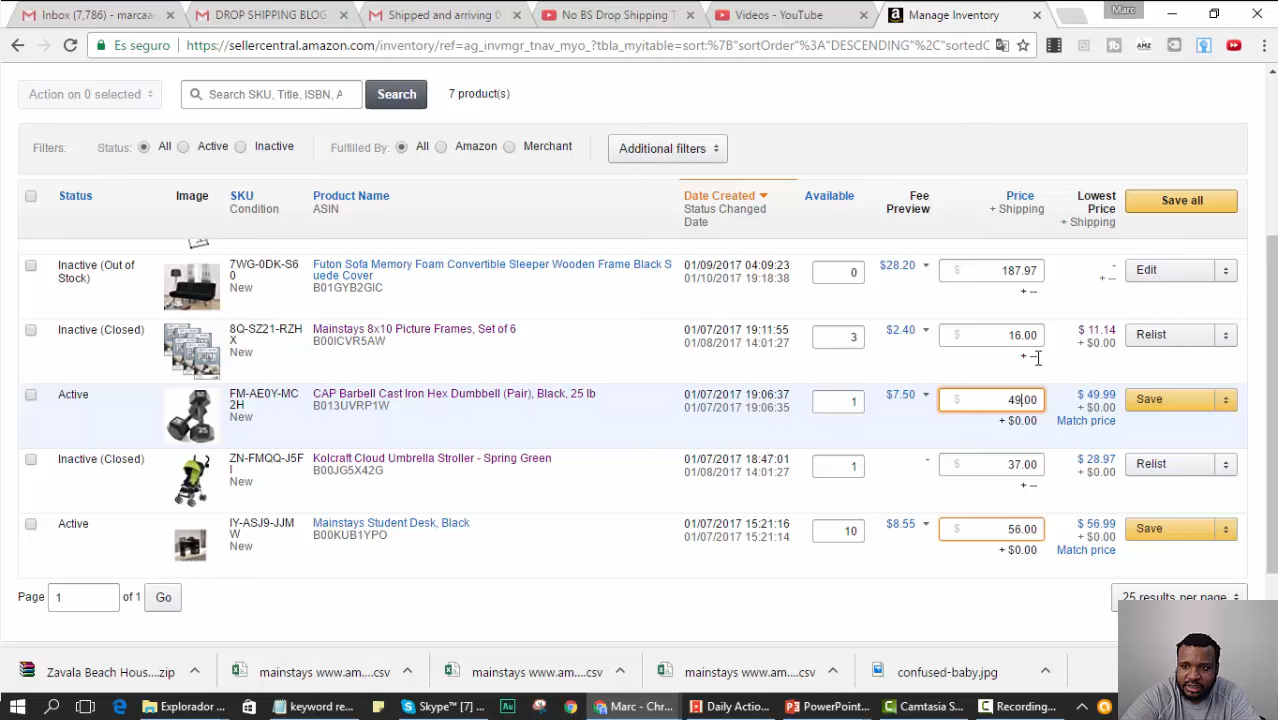 Inbox (7,786) - marcaa
DROP SHIPPING BLOG
Shipped and arriving
No BS Drop Shipping T
Videos - YouTube
Manage Inventory
Marc
Es seguro
https://sellercentral.amazon.com/inventory/ref=ag_invmgr_tnav_myo_?tbla_myitable=sort:%7B"sortOrder"%3A"DESCENDING"%2C"sortedC
Action on 0 selected
Search SKU, Title, ISBN, A
Search
7 product(s)
Filters:
Status:
All
Active
Inactive
Fulfilled By:
All
Amazon
Merchant
Additional filters
Status
Image
SKU
Condition
Product Name
ASIN
Date Created
Status Changed
Date
Available
Fee
Preview
Price
+ Shipping
Lowest
Price
+ Shipping
Save all
Inactive (Out of
Stock)
7WG-0DK-S6
0
New
Futon Sofa Memory Foam Convertible Sleeper Wooden Frame Black S
uede Cover
B01GYB2GIC
01/09/2017 04:09:23
01/10/2017 19:18:38
0
$28.20
$ 187.97
+ --
-
+ --
Edit
Inactive (Closed)
8Q-SZ21-RZH
X
New
Mainstays 8x10 Picture Frames, Set of 6
B00ICVR5AW
01/07/2017 19:11:55
01/08/2017 14:01:27
3
$2.40
$ 16.00
+ --
$ 11.14
+ $0.00
Relist
Active
FM-AE0Y-MC
2H
New
CAP Barbell Cast Iron Hex Dumbbell (Pair), Black, 25 lb
B013UVRP1W
01/07/2017 19:06:37
01/07/2017 19:06:35
1
$7.50
$ 49.00
+ $0.00
$ 49.99
+ $0.00
Match price
Save
Inactive (Closed)
ZN-FMQQ-J5F
I
New
Kolcraft Cloud Umbrella Stroller - Spring Green
B00JG5X42G
01/07/2017 18:47:01
01/08/2017 14:01:27
1
-
$ 37.00
+ --
$ 28.97
+ $0.00
Relist
Active
IY-ASJ9-JJM
W
New
Mainstays Student Desk, Black
B00KUB1YPO
01/07/2017 15:21:16
01/07/2017 15:21:14
10
$8.55
$ 56.00
+ $0.00
$ 56.99
+ $0.00
Match price
Save
Page
1
of 1
Go
25 results per page
Zavala Beach Hous....zip
mainstays www.am....csv
mainstays www.am....csv
mainstays www.am....csv
confused-baby.jpg
Explorador ...
keyword re...
Skype™ [7] ...
Marc - Chr...
Daily Actio...
PowerPoint...
Camtasia S...
Recording...